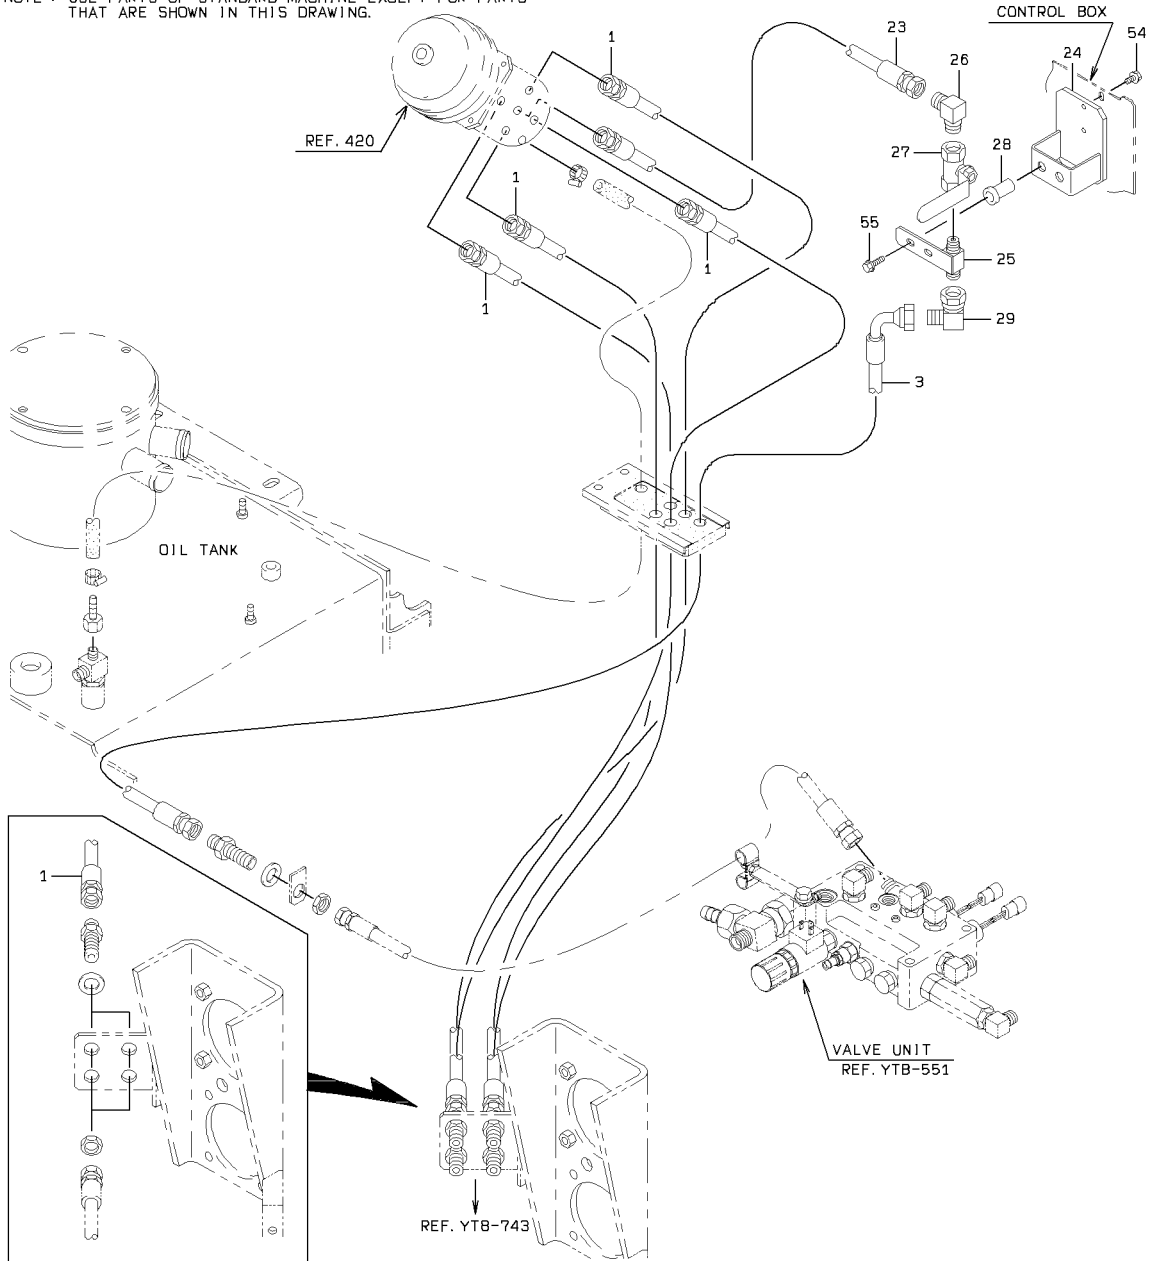 THAT ARE SHOWN IN THIS DRAWING.
CONTROL BOX
1
23
26
24
54
REF. 420
27
28
1
55
25
1
1
29
3
OIL TANK
1
VALVE UNIT
REF. YTB-551
REF. YTB-743